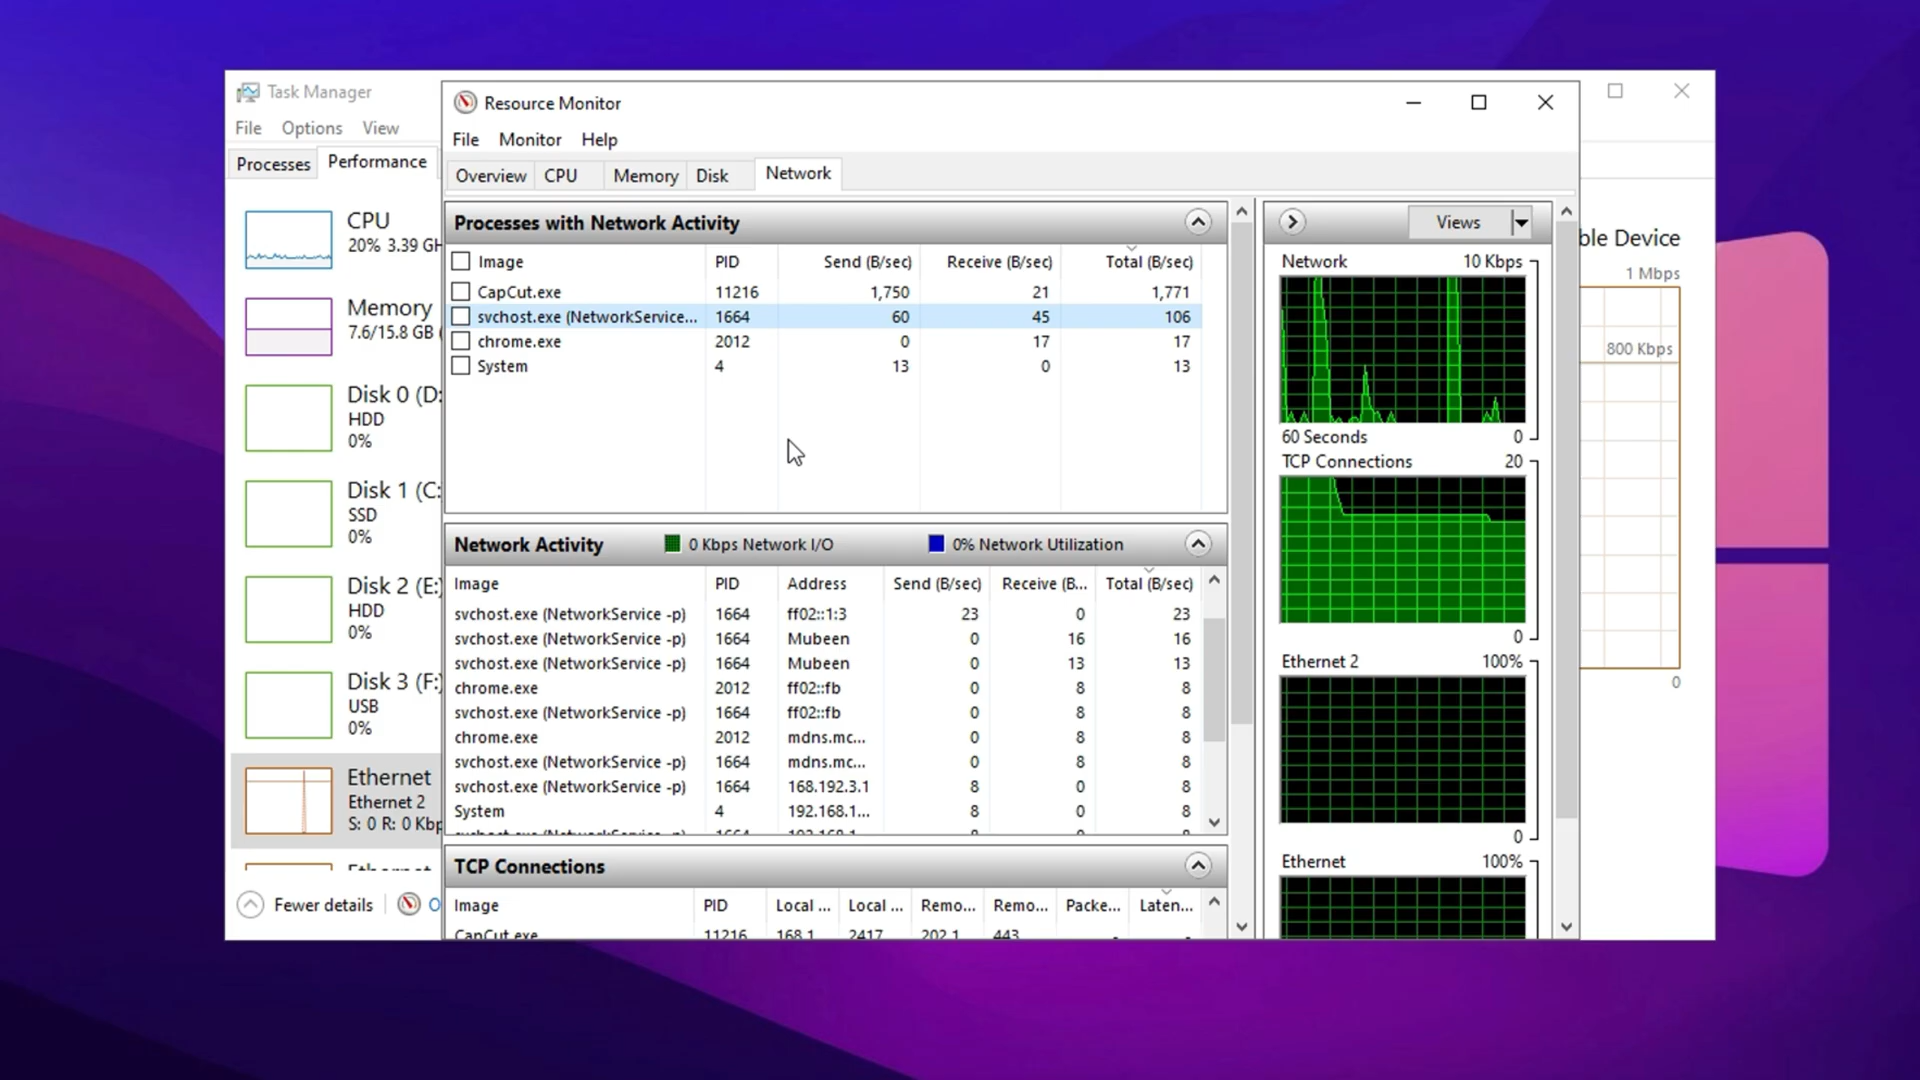 Task Manager
File Options View
Processes Performance
CPU
20% 3.39 GH
Memory
7.6/15.8 GB (
Disk 0 (D:
HDD
0%
Disk 1 (C:
SSD
0%
Disk 2 (E:)
HDD
0%
Disk 3 (F:)
USB
0%
Ethernet
Ethernet 2
S: 0 R: 0 Kbp
Fewer details
Resource Monitor
File Monitor Help
Overview CPU Memory Disk Network
Processes with Network Activity
Image PID Send (B/sec) Receive (B/sec) Total (B/sec)
CapCut.exe 11216 1,750 21 1,771
svchost.exe (NetworkService... 1664 60 45 106
chrome.exe 2012 0 17 17
System 4 13 0 13
Network Activity 0 Kbps Network I/O 0% Network Utilization
Image PID Address Send (B/sec) Receive (B... Total (B/sec)
svchost.exe (NetworkService -p) 1664 ff02::1:3 23 0 23
svchost.exe (NetworkService -p) 1664 Mubeen 0 16 16
svchost.exe (NetworkService -p) 1664 Mubeen 0 13 13
chrome.exe 2012 ff02::fb 0 8 8
svchost.exe (NetworkService -p) 1664 ff02::fb 0 8 8
chrome.exe 2012 mdns.mc... 0 8 8
svchost.exe (NetworkService -p) 1664 mdns.mc... 0 8 8
svchost.exe (NetworkService -p) 1664 168.192.3.1 8 0 8
System 4 192.168.1... 8 0 8
TCP Connections
Image PID Local ... Local ... Remo... Remo... Packe... Laten...
CapCut.exe 11216 168.1 2417 202.1 443 - -
Views
Network 10 Kbps
60 Seconds 0
TCP Connections 20
0
Ethernet 2 100%
0
Ethernet 100%
ble Device
1 Mbps
800 Kbps
0